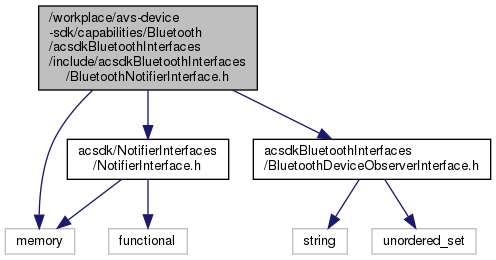 /workplace/avs-device
-sdk/capabilities/Bluetooth
/acsdkBluetoothInterfaces
/include/acsdkBluetoothInterfaces
/BluetoothNotifierInterface.h
acsdk/NotifierInterfaces
/NotifierInterface.h
acsdkBluetoothInterfaces
/BluetoothDeviceObserverInterface.h
memory
functional
string
unordered_set